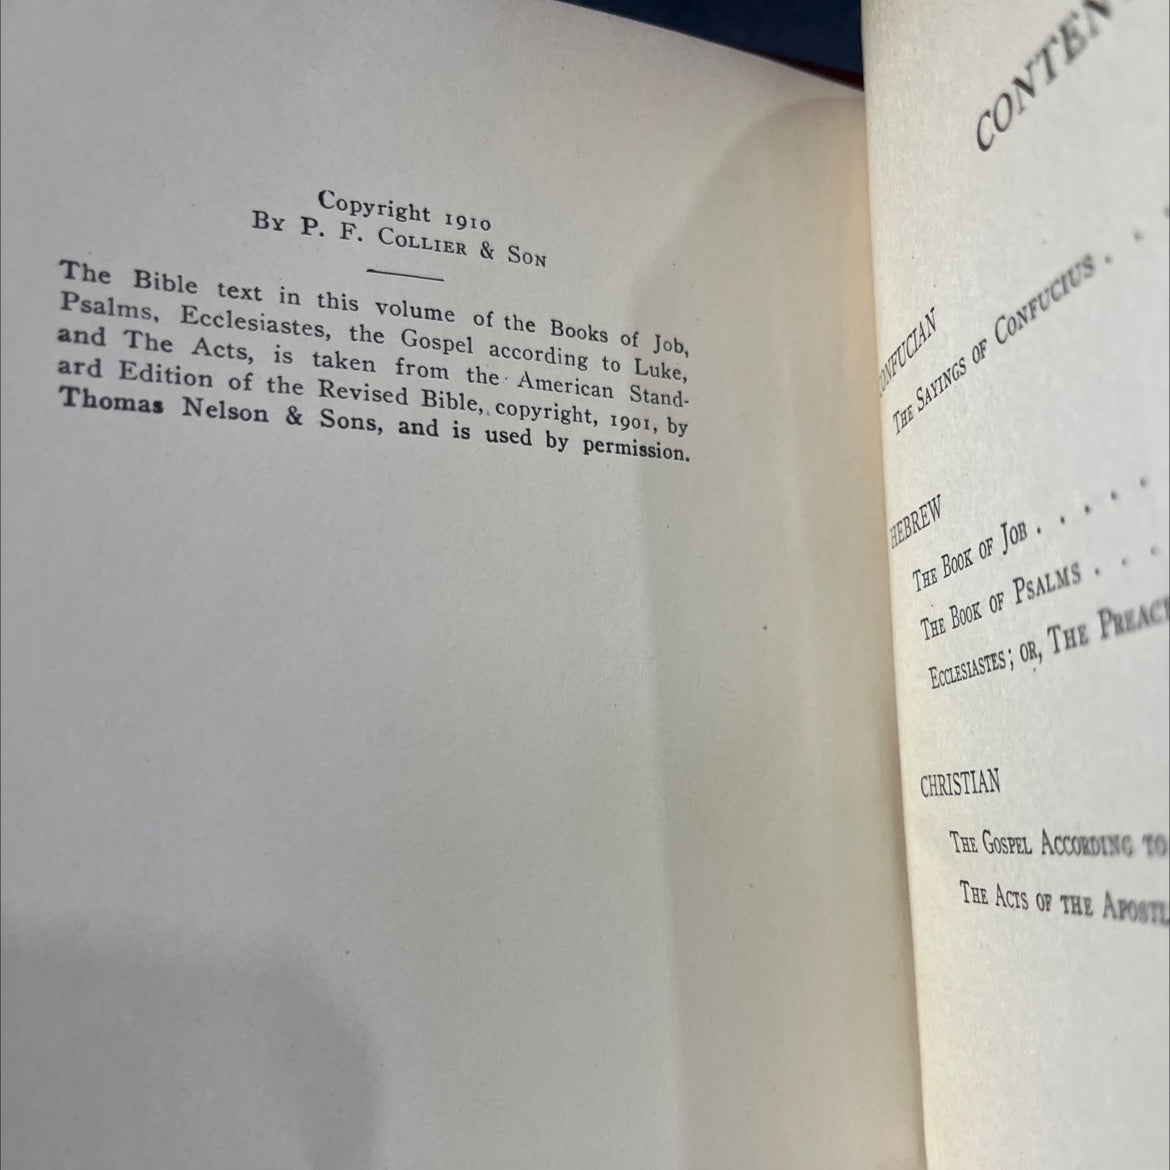 Copyright 1910
By P. F. Collier & Son
The Bible text in this volume of the Books of Job,
Psalms, Ecclesiastes, the Gospel according to Luke,
and The Acts, is taken from the American Stand-
ard Edition of the Revised Bible, copyright, 1901, by
Thomas Nelson & Sons, and is used by permission.
CONTEN
ONFUCIAN
The Sayings of Confucius . .
HEBREW
The Book of Job . . . . .
The Book of Psalms . . .
Ecclesiastes; or, The Preac
CHRISTIAN
The Gospel According to
The Acts of the Apostl